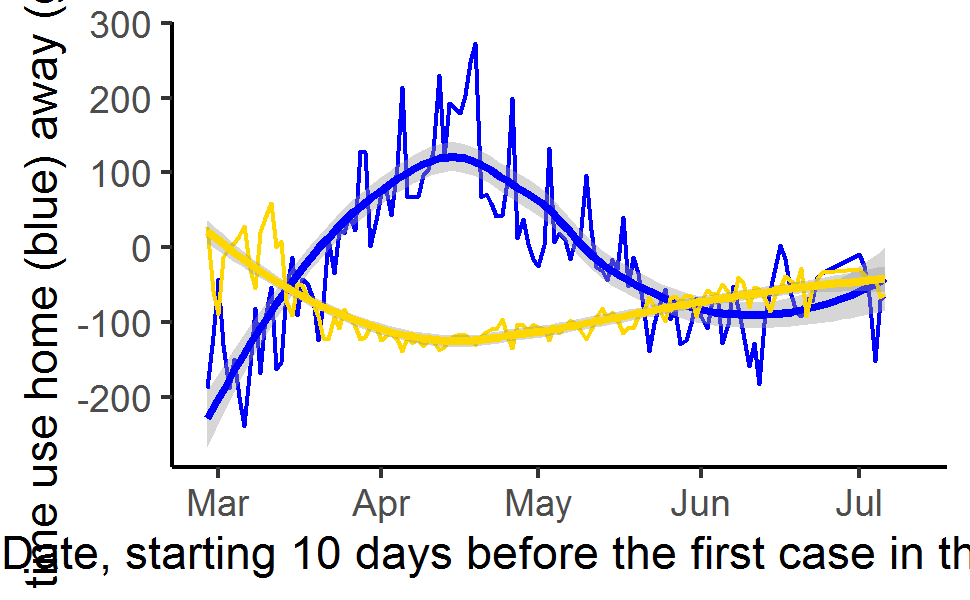 time use home (blue) away (
300
200
100
0
-100
-200
Mar Apr May Jun Jul
Date, starting 10 days before the first case in th